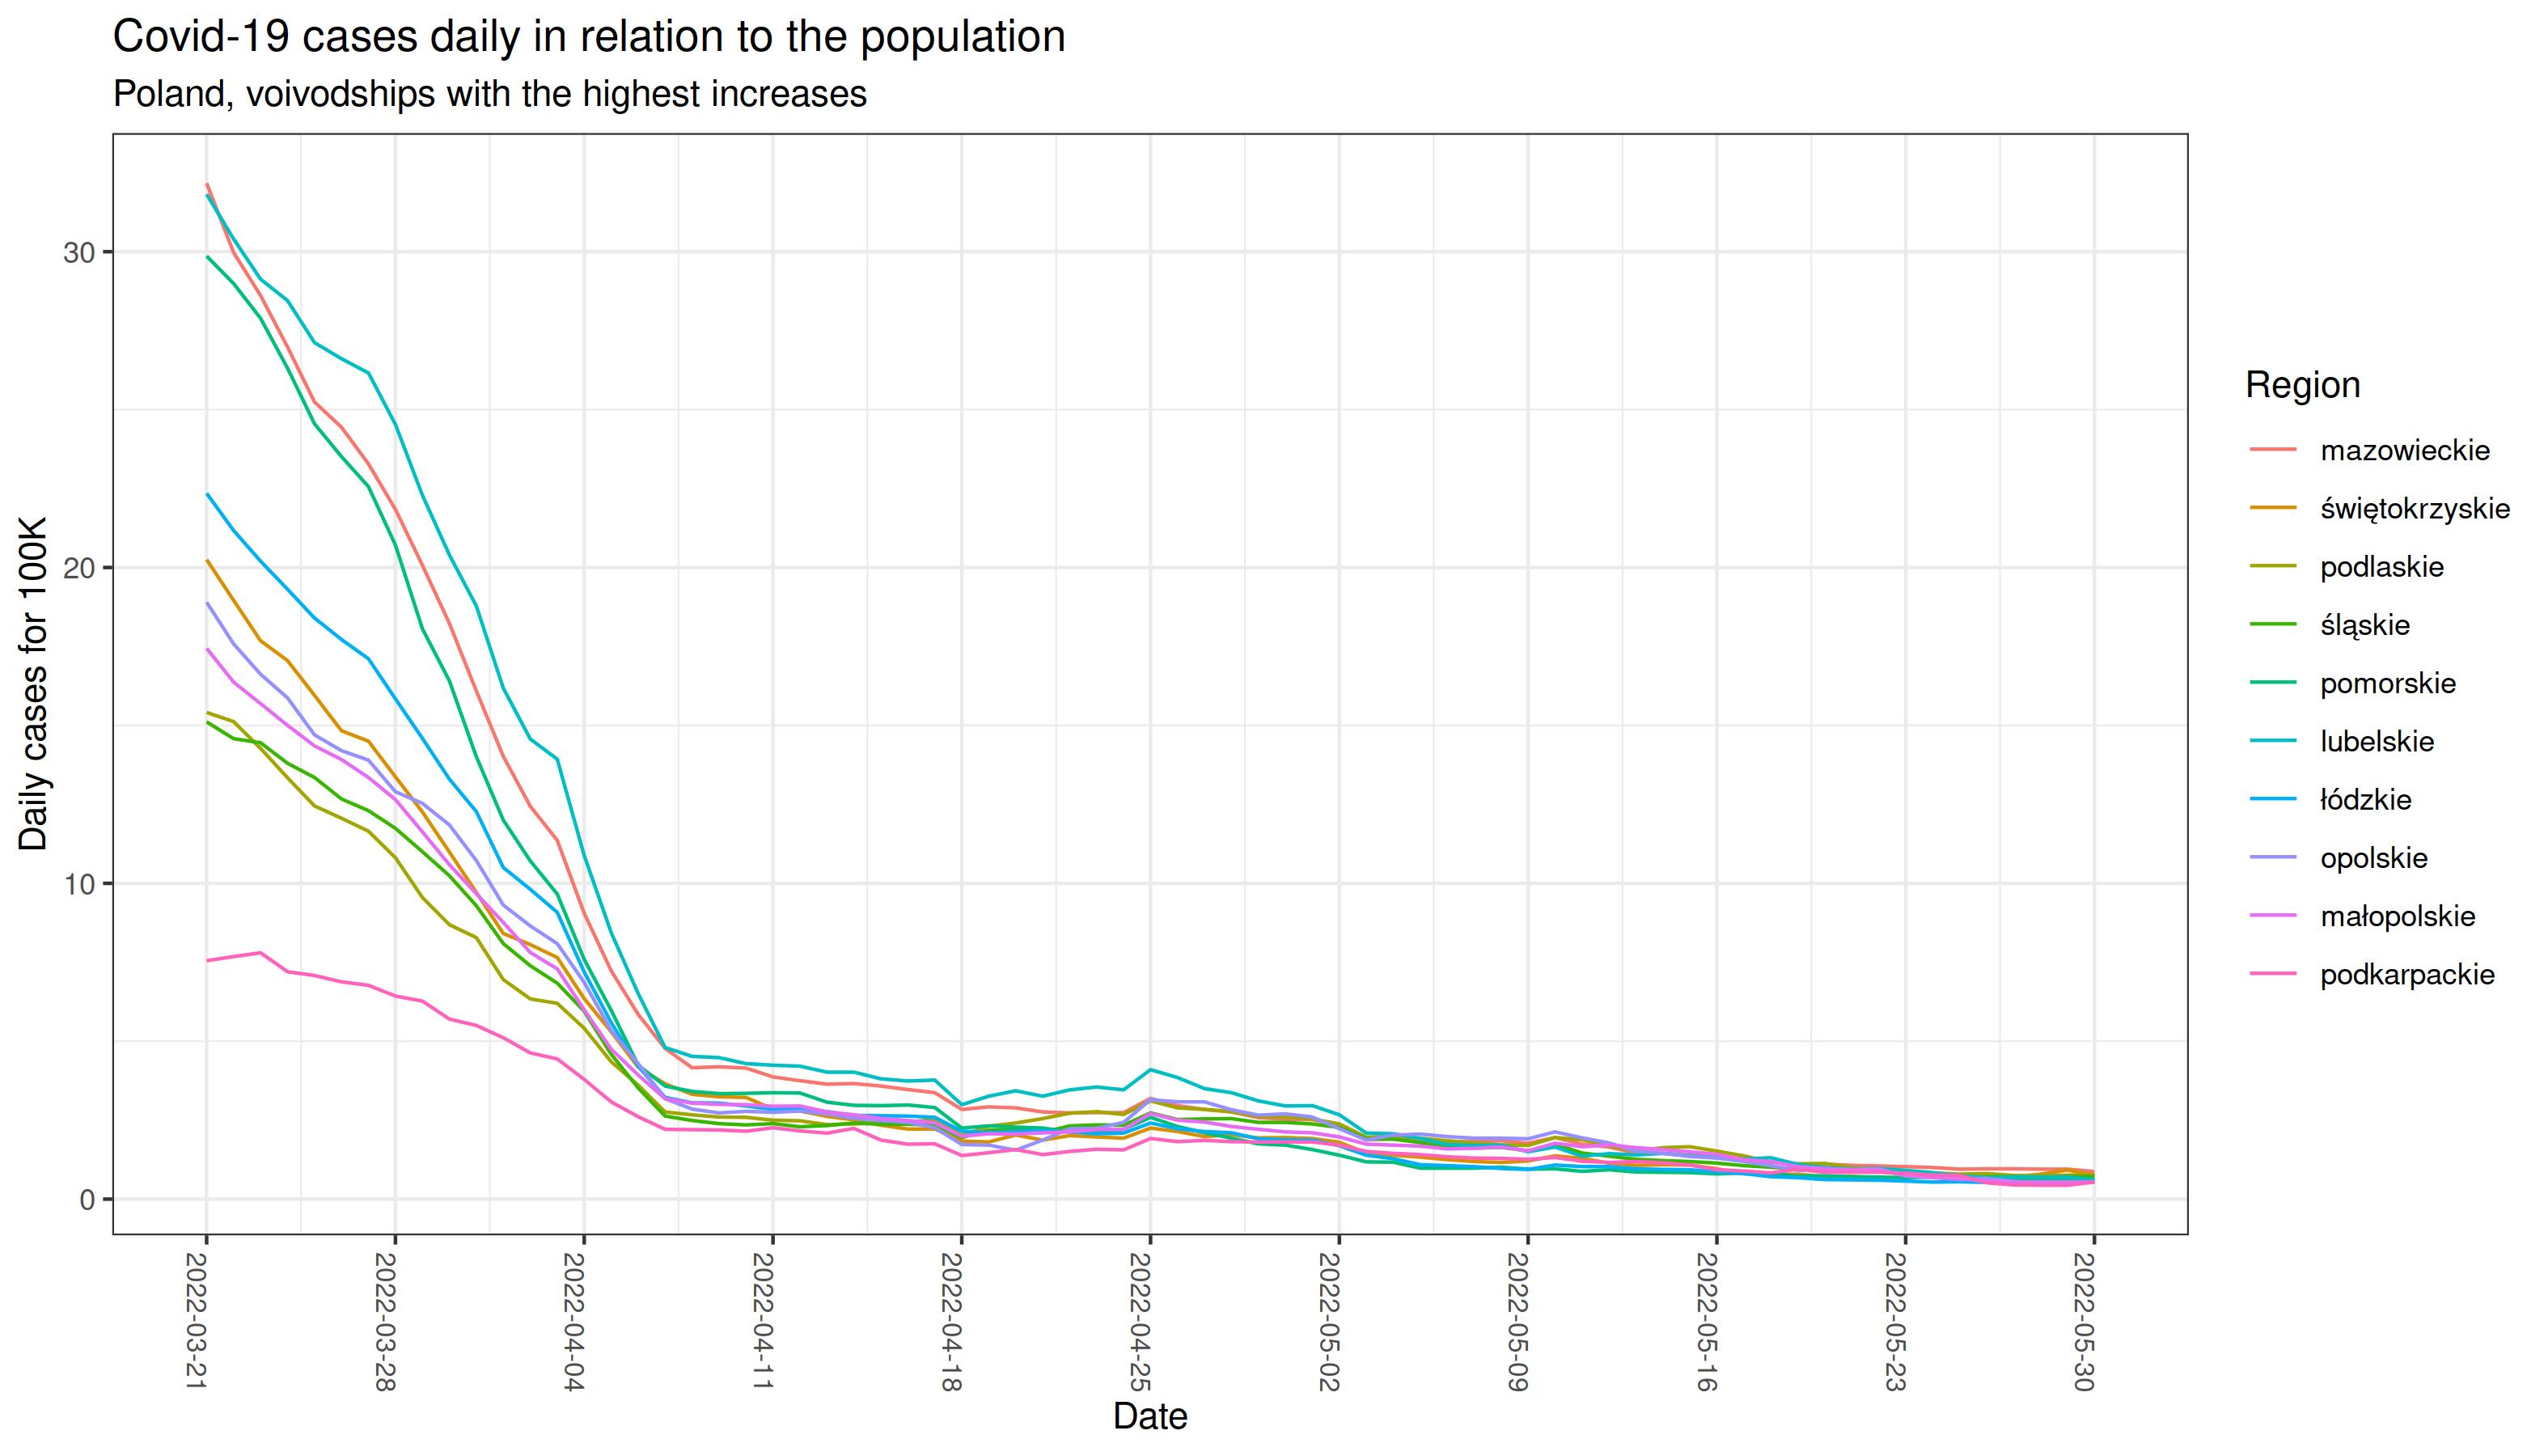 Covid-19 cases daily in relation to the population
Poland, voivodships with the highest increases
Daily cases for 100K
30
20
10
0
2022-03-21
2022-03-28
2022-04-04
2022-04-11
2022-04-18
2022-04-25
2022-05-02
2022-05-09
2022-05-16
2022-05-23
2022-05-30
Date
Region
mazowieckie
świętokrzyskie
podlaskie
śląskie
pomorskie
lubelskie
łódzkie
opolskie
małopolskie
podkarpackie